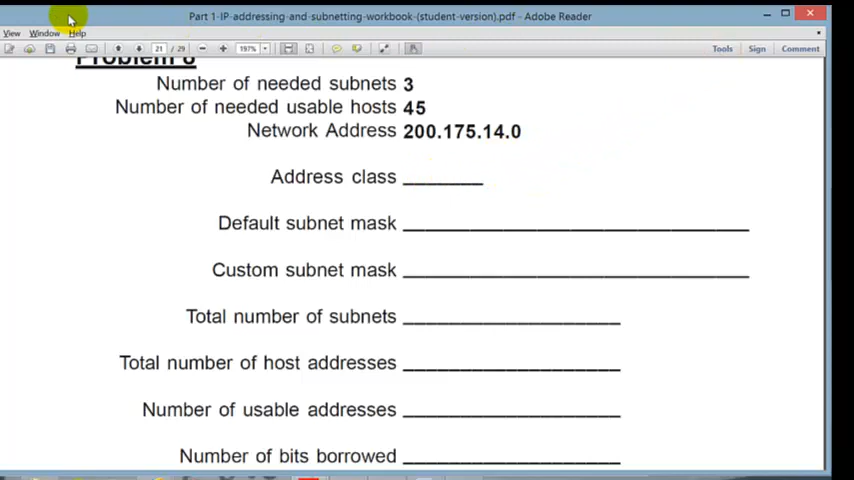 Part 1-IP-addressing-and-subnetting-workbook-(student-version).pdf - Adobe Reader
View Window Help
21 / 29 197% Tools Sign Comment
Number of needed subnets 3
Number of needed usable hosts 45
Network Address 200.175.14.0
Address class
Default subnet mask
Custom subnet mask
Total number of subnets
Total number of host addresses
Number of usable addresses
Number of bits borrowed